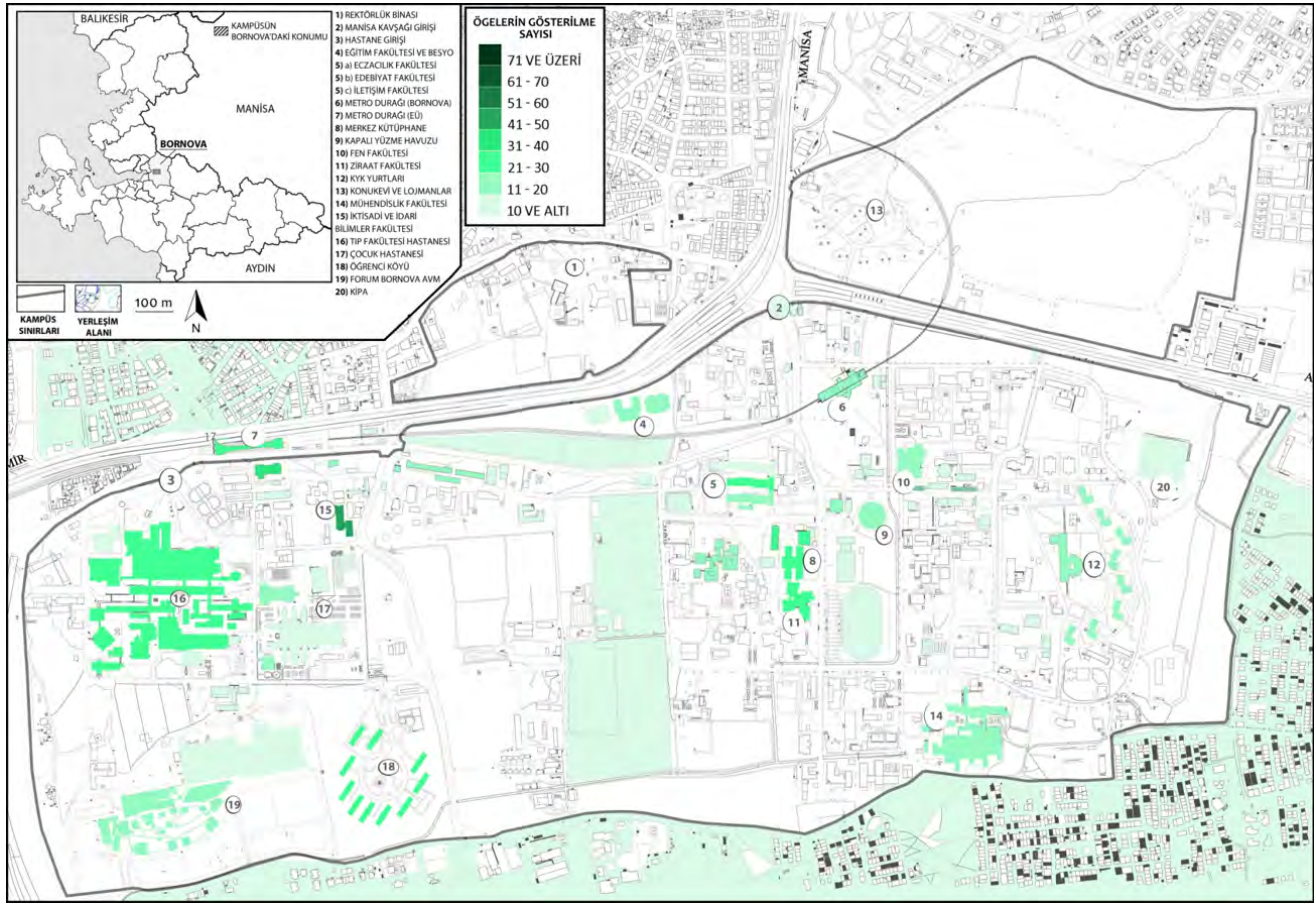 BALIKESİR
MANİSA
BORNOVA
AYDIN
KAMPÜSÜN
BORNOVA'DAKİ KONUMU
KAMPÜS
SINIRLARI
YERLEŞİM
ALANI
100 m
N
1) REKTÖRLÜK BİNASI
2) MANİSA KAVŞAĞI GİRİŞİ
3) HASTANE GİRİŞİ
4) EĞİTİM FAKÜLTESİ VE BESYO
5) a) ECZACILIK FAKÜLTESİ
5) b) EDEBİYAT FAKÜLTESİ
5) c) İLETİŞİM FAKÜLTESİ
6) METRO DURAĞI (BORNOVA)
7) METRO DURAĞI (EÜ)
8) MERKEZ KÜTÜPHANE
9) KAPALI YÜZME HAVUZU
10) FEN FAKÜLTESİ
11) ZİRAAT FAKÜLTESİ
12) KYK YURTLARI
13) KONUKEVİ VE LOJMANLAR
14) MÜHENDİSLİK FAKÜLTESİ
15) İKTİSADİ VE İDARİ
BİLİMLER FAKÜLTESİ
16) TIP FAKÜLTESİ HASTANESİ
17) ÇOCUK HASTANESİ
18) ÖĞRENCİ KÖYÜ
19) FORUM BORNOVA AVM
20) KİPA
ÖGELERİN GÖSTERİLME
SAYISI
71 VE ÜZERİ
61 - 70
51 - 60
41 - 50
31 - 40
21 - 30
11 - 20
10 VE ALTI
MANİSA
13
1
2
6
4
7
3
5
10
20
15
9
8
12
16
17
11
14
18
19